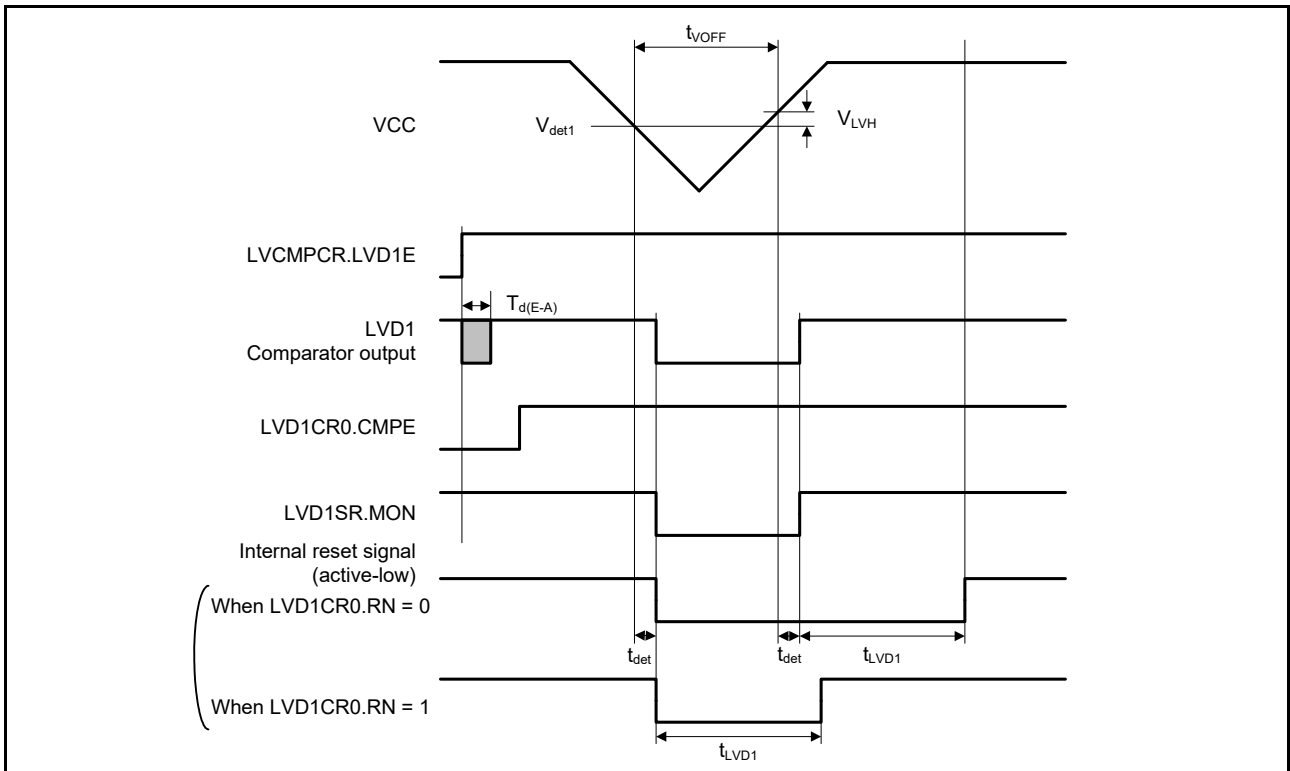 tVOFF
VCC
Vdet1
VLVH
LVCMPCR.LVD1E
Td(E-A)
LVD1
Comparator output
LVD1CR0.CMPE
LVD1SR.MON
Internal reset signal
(active-low)
When LVD1CR0.RN = 0
tdet
tdet
tLVD1
When LVD1CR0.RN = 1
tLVD1